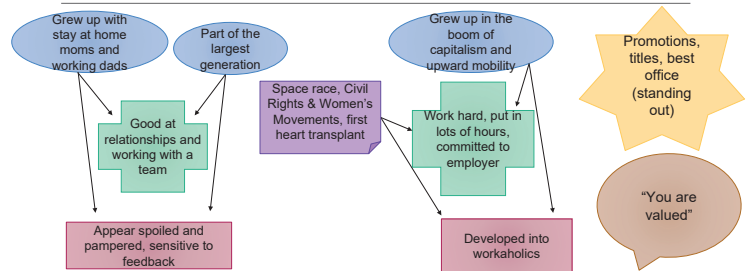 Grew up with
stay at home
moms and
working dads
Part of the
largest
generation
Grew up in the
boom of
capitalism and
upward mobility
Promotions,
titles, best
office
(standing
out)
Space race, Civil
Rights & Women's
Movements, first
heart transplant
Good at
relationships and
working with a
team
Work hard, put in
lots of hours,
committed to
employer
"You are
valued"
Appear spoiled and
pampered, sensitive to
feedback
Developed into
workaholics